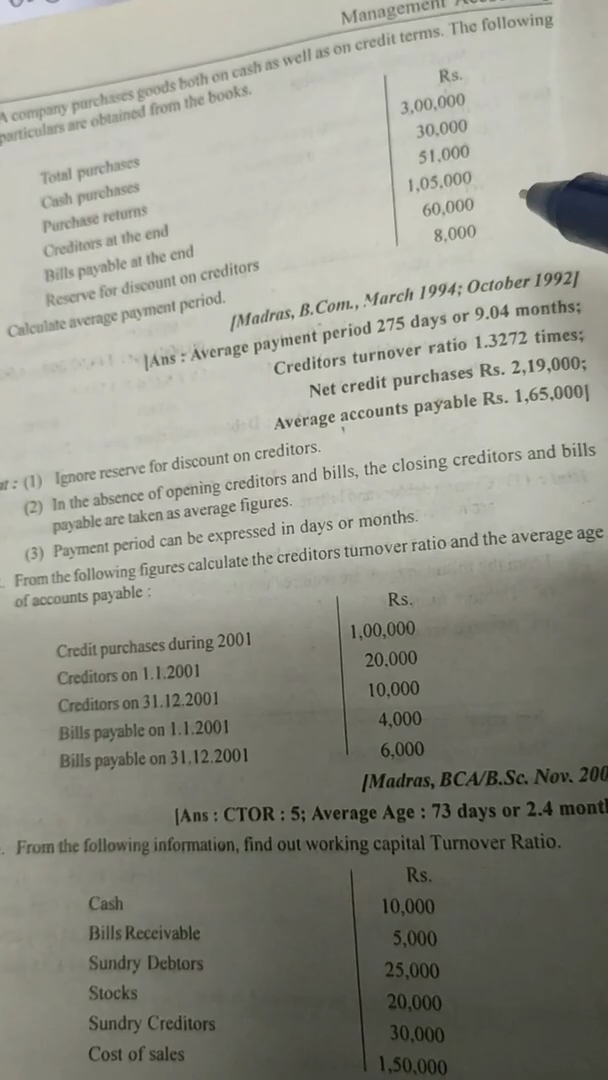 Management
A company purchases goods both on cash as well as on credit terms. The following
particulars are obtained from the books.
Rs.
Total purchases 3,00,000
Cash purchases 30,000
Purchase returns 51,000
Creditors at the end 1,05,000
Bills payable at the end 60,000
Reserve for discount on creditors 8,000
Calculate average payment period.
[Madras, B.Com., March 1994; October 1992]
[Ans : Average payment period 275 days or 9.04 months;
Creditors turnover ratio 1.3272 times;
Net credit purchases Rs. 2,19,000;
Average accounts payable Rs. 1,65,000]
: (1) Ignore reserve for discount on creditors.
(2) In the absence of opening creditors and bills, the closing creditors and bills
payable are taken as average figures.
(3) Payment period can be expressed in days or months.
. From the following figures calculate the creditors turnover ratio and the average age
of accounts payable :
Rs.
Credit purchases during 2001 1,00,000
Creditors on 1.1.2001 20,000
Creditors on 31.12.2001 10,000
Bills payable on 1.1.2001 4,000
Bills payable on 31.12.2001 6,000
[Madras, BCA/B.Sc. Nov. 200
[Ans : CTOR : 5; Average Age : 73 days or 2.4 mont
. From the following information, find out working capital Turnover Ratio.
Rs.
Cash 10,000
Bills Receivable 5,000
Sundry Debtors 25,000
Stocks 20,000
Sundry Creditors 30,000
Cost of sales 1,50,000